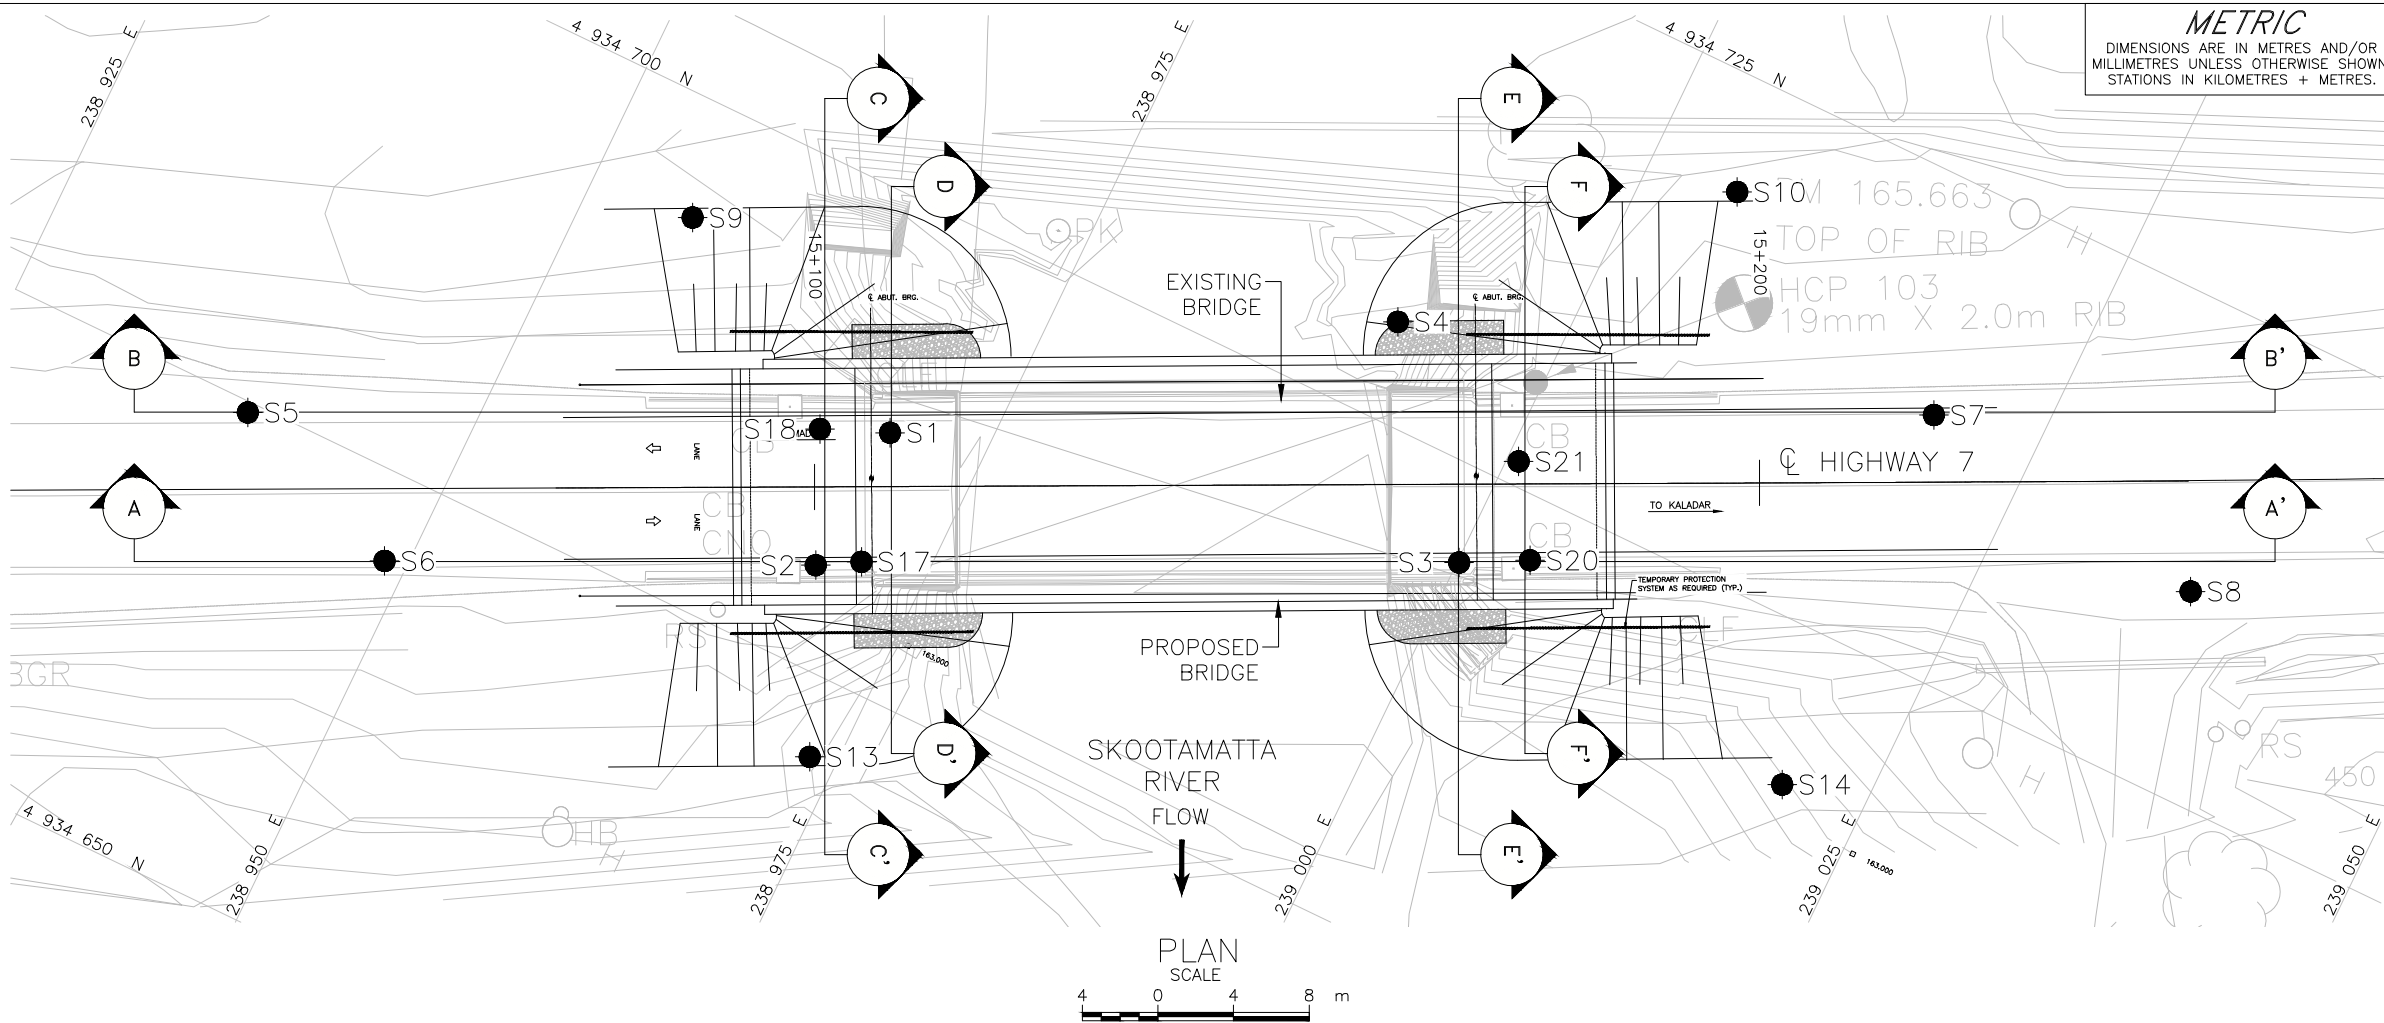 METRIC
DIMENSIONS ARE IN METRES AND/OR
MILLIMETRES UNLESS OTHERWISE SHOWN
STATIONS IN KILOMETRES + METRES.
238 925 E
4 934 700 N
238 975 E
4 934 725 N
C
E
D
F
S9
S10
BM 165.663
TOP OF RIB
HCP 103
19mm X 2.0m RIB
PK
H
15+100
15+200
EXISTING
BRIDGE
℄ ABUT. BRG.
℄ ABUT. BRG.
S4
B
B'
S5
S18
S1
S7
CB
CB
LANE
S21
℄ HIGHWAY 7
A
A'
CB
CNO
LANE
CB
TO KALADAR
S6
S2
S17
S3
S20
TEMPORARY PROTECTION
SYSTEM AS REQUIRED (TYP.)
S8
RS
PROPOSED
BRIDGE
163.000
BGR
S13
D'
SKOOTAMATTA
RIVER
FLOW
F'
S14
H
RS
450
4 934 650 N
238 950 E
HB
H
238 975 E
C'
239 000 E
E'
239 025 E
163.000
239 050 E
PLAN
SCALE
4 0 4 8 m